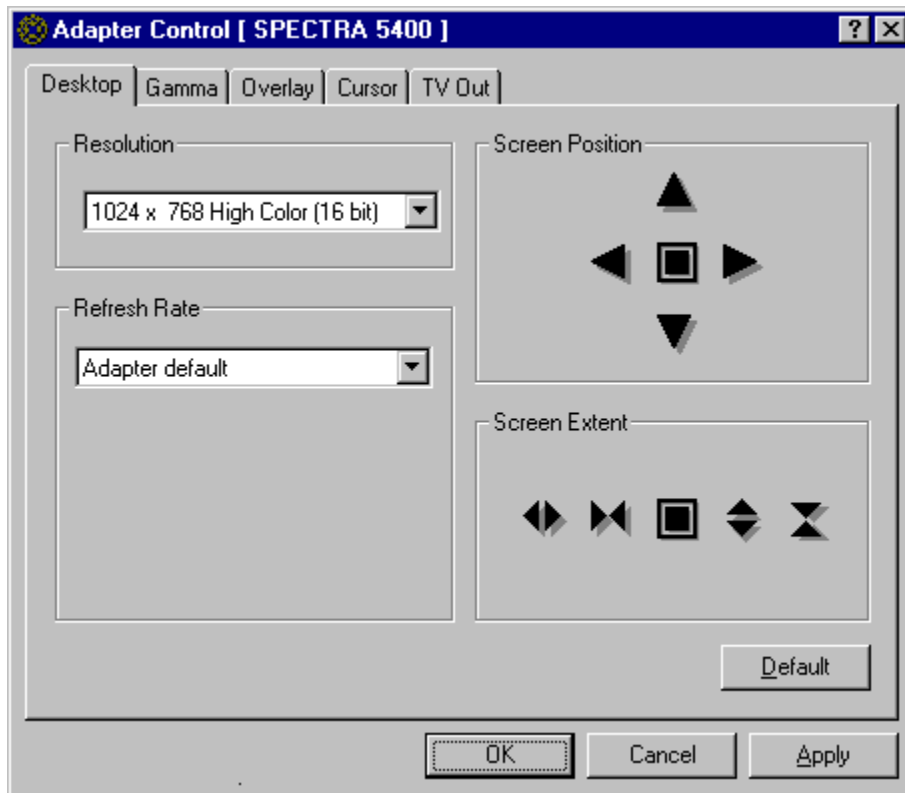 Adapter Control [ SPECTRA 5400 ]
Desktop Gamma Overlay Cursor TV Out
Resolution
1024 x  768 High Color (16 bit)
Refresh Rate
Adapter default
Screen Position
Screen Extent
Default
OK Cancel Apply